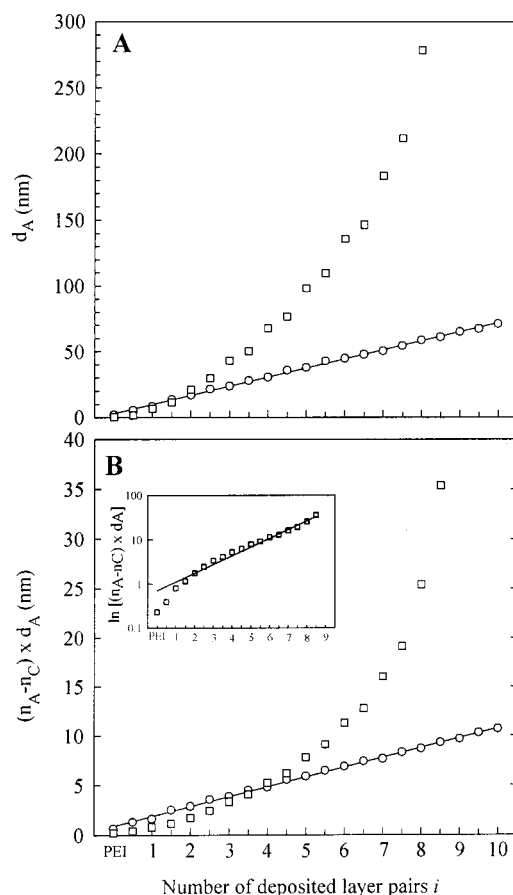 A
300
250
200
150
100
50
0
d_A (nm)
B
40
35
30
25
20
15
10
5
0
(n_A-n_C) x d_A (nm)
100
10
1
0.1
ln [(n_A-nC) x dA]
PEI 1 2 3 4 5 6 7 8 9
PEI 1 2 3 4 5 6 7 8 9 10
Number of deposited layer pairs i